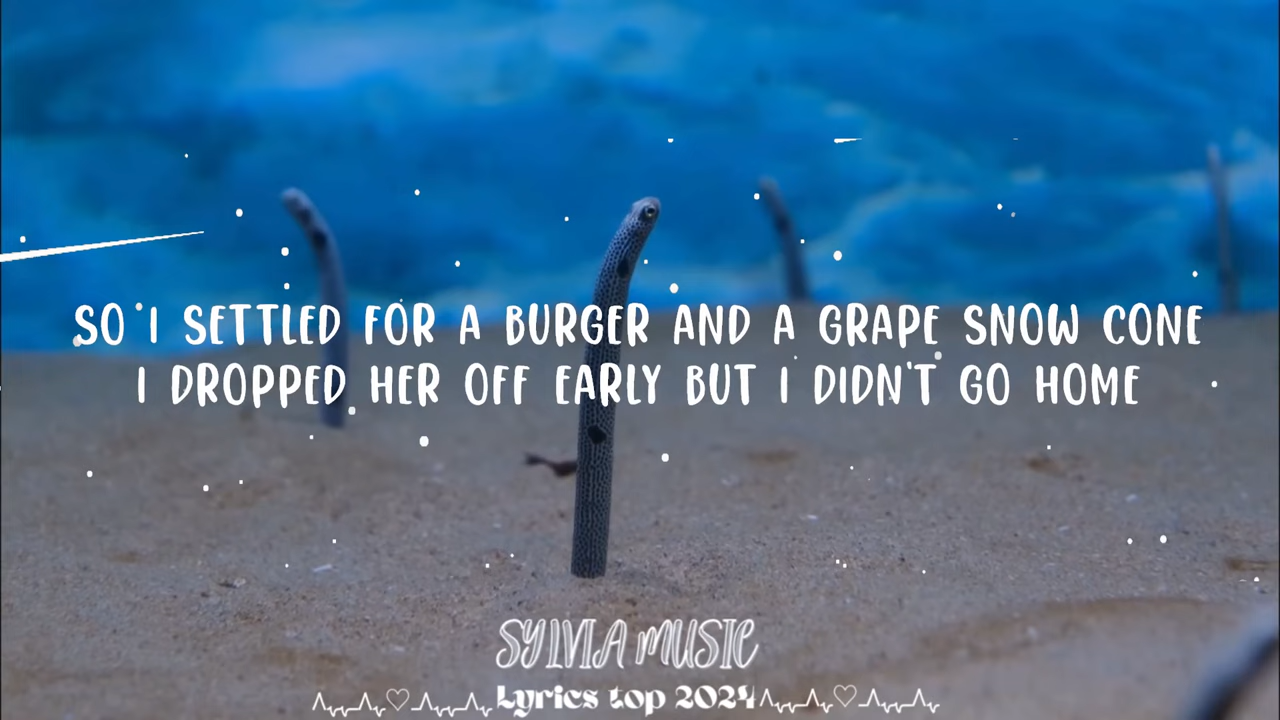 SO I SETTLED FOR A BURGER AND A GRAPE SNOW CONE
I DROPPED HER OFF EARLY BUT I DIDN'T GO HOME
SYLVIA MUSIC
Lyrics top 2024